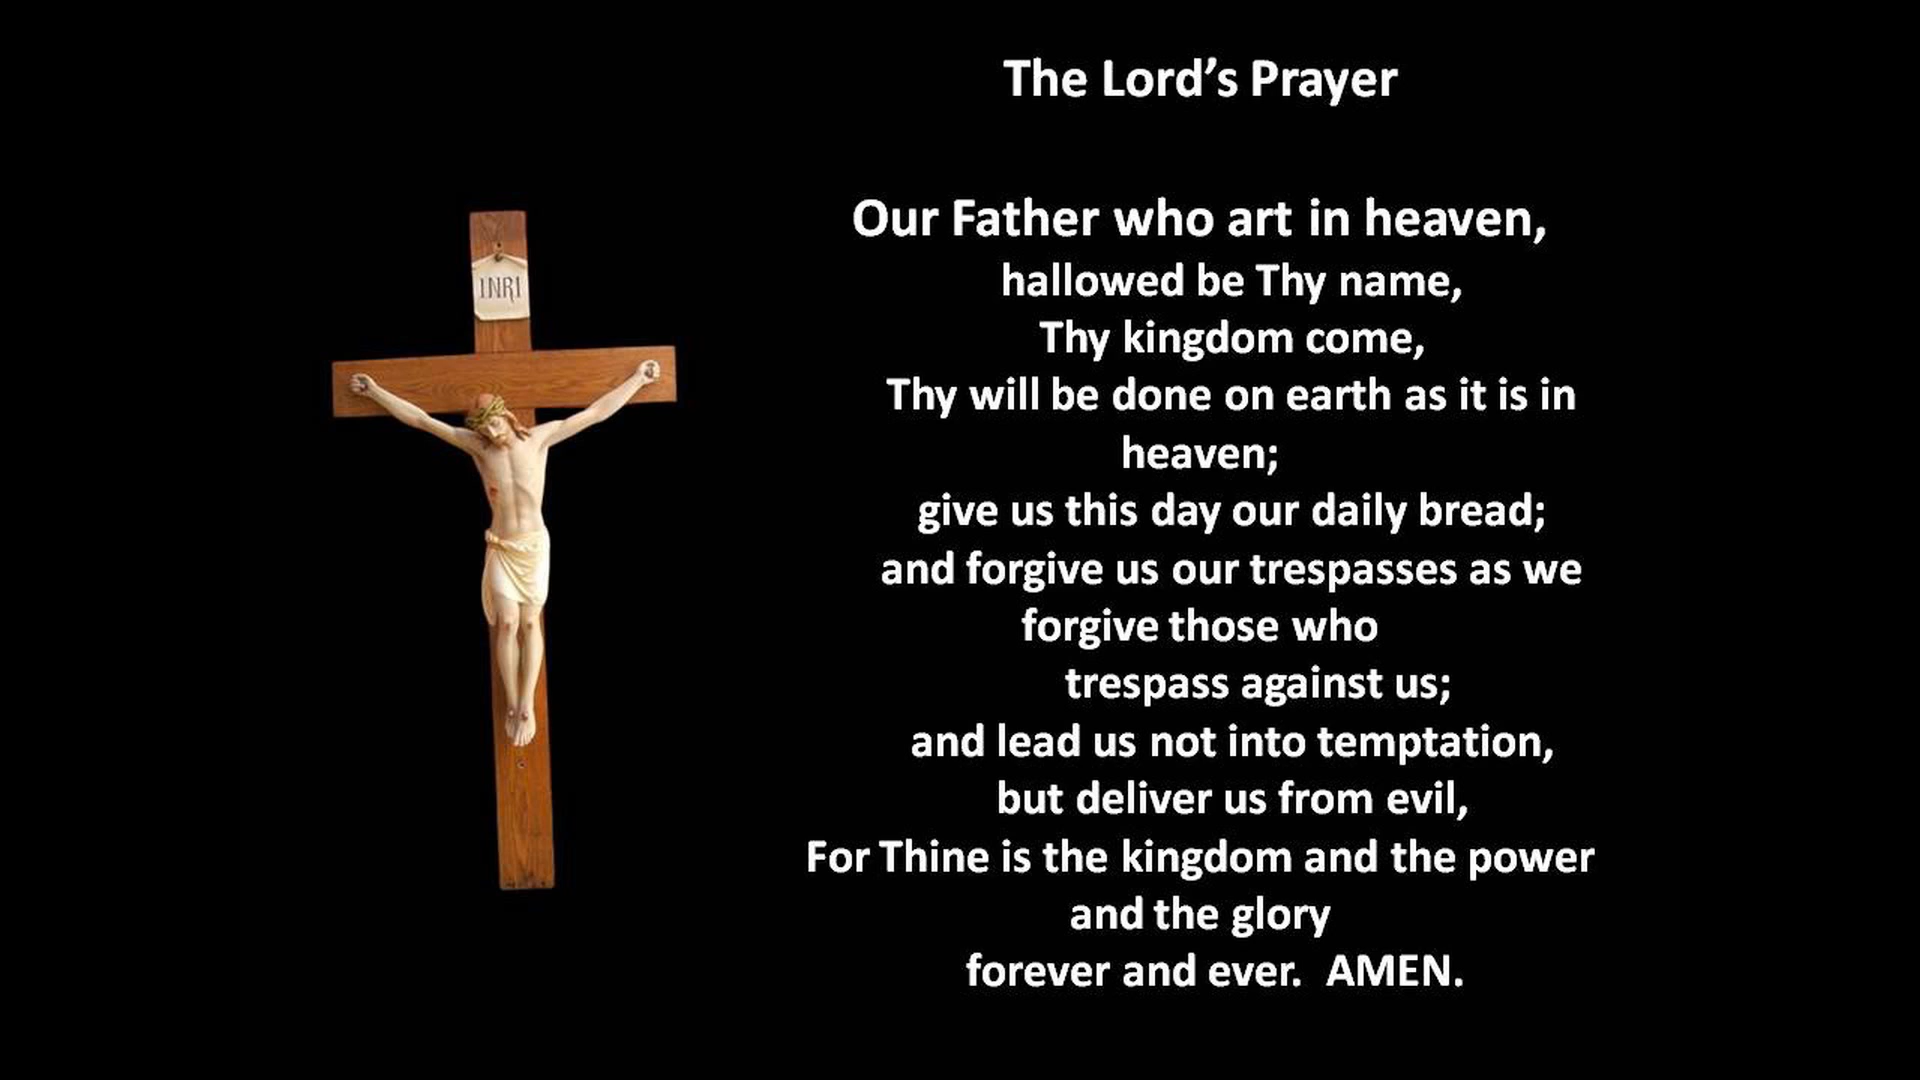 The Lord’s Prayer
INRI
Our Father who art in heaven,
hallowed be Thy name,
Thy kingdom come,
Thy will be done on earth as it is in
heaven;
give us this day our daily bread;
and forgive us our trespasses as we
forgive those who
trespass against us;
and lead us not into temptation,
but deliver us from evil,
For Thine is the kingdom and the power
and the glory
forever and ever.  AMEN.